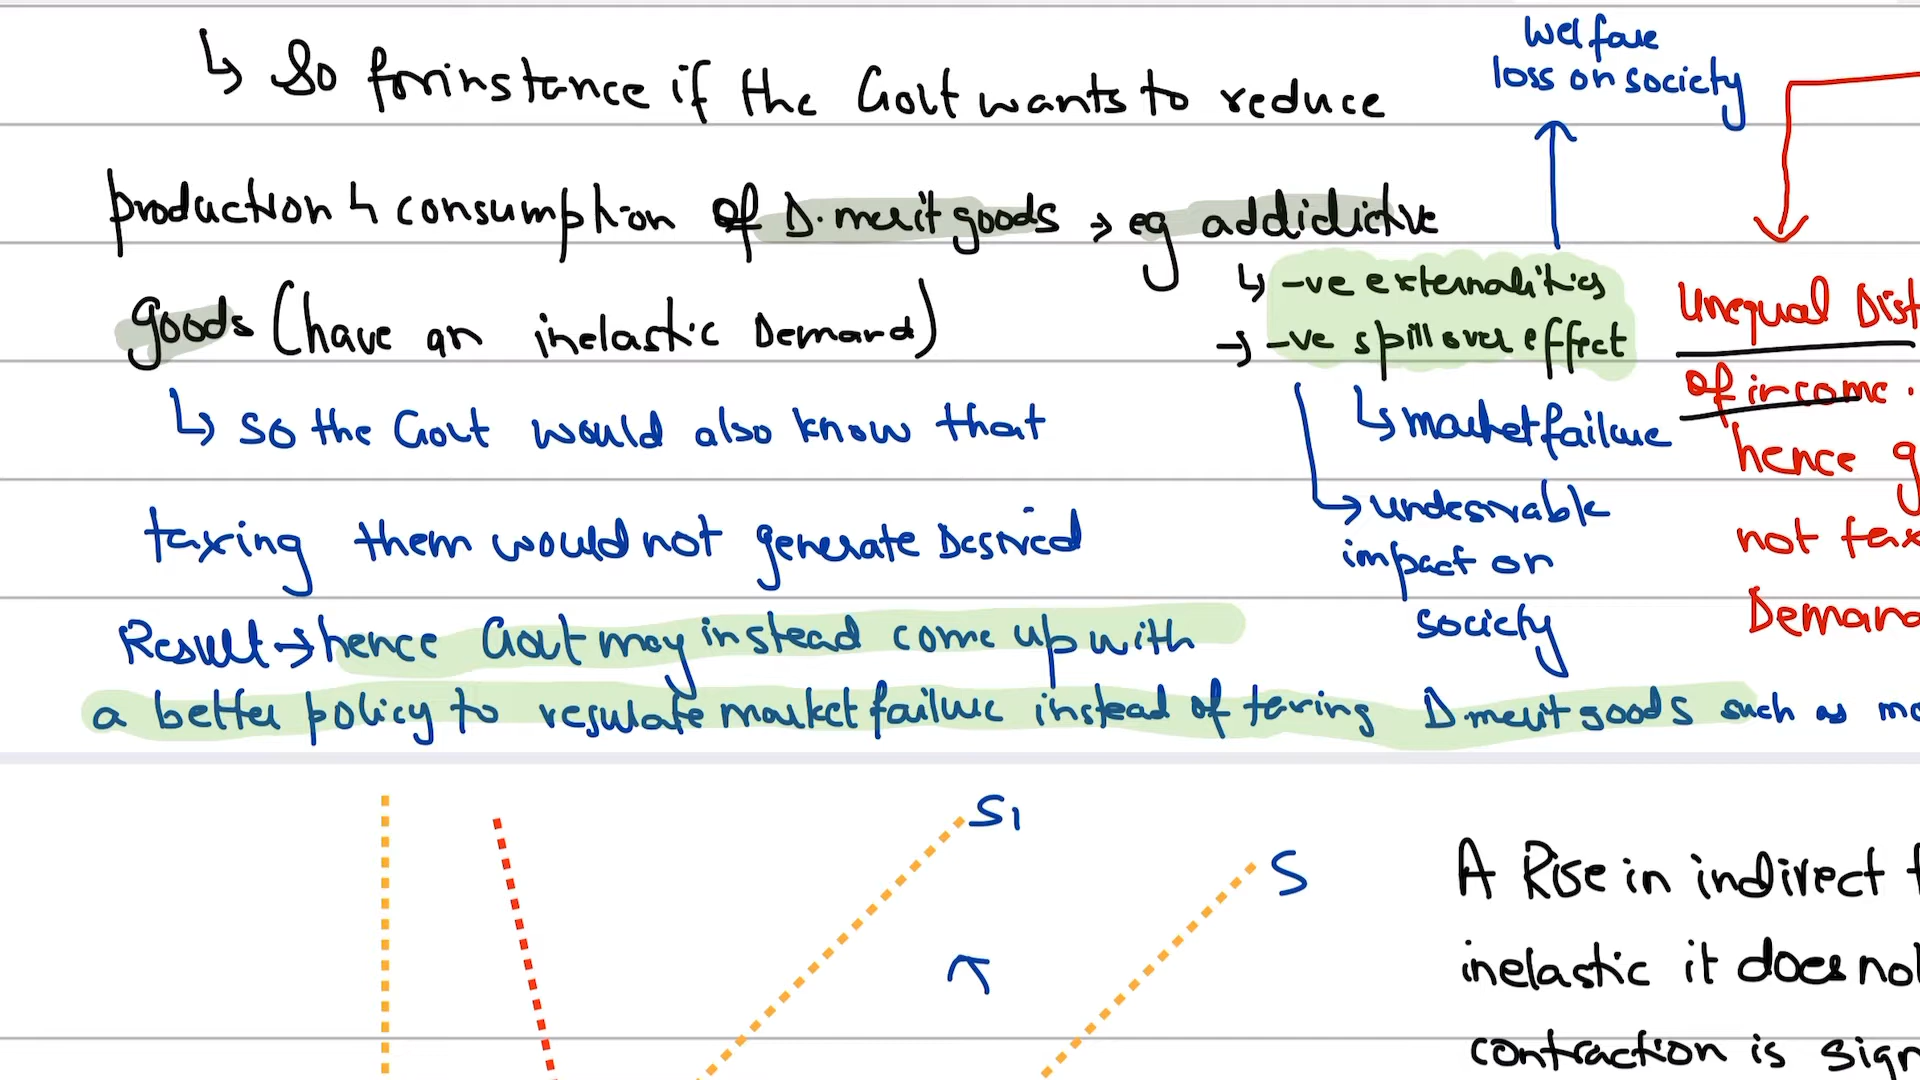 ↳ So forinstance if the Govt wants to reduce
production & consumption of D.merit goods → eg addidictive
goods (have an inelastic Demand)
↳ so the Govt would also know that
taxing them would not generate Desired
Result → hence Govt may instead come up with
a better policy to regulate market failure instead of taxing D merit goods such as
welfare
loss on society
↳ -ve externalities
→ -ve spill over effect
↳ market failure
→ undesirable
impact on
society
Unequal Dist
of income.
hence g
not tax
Demand
S1
S
A Rise in indirect t
inelastic it does not
contraction is sign